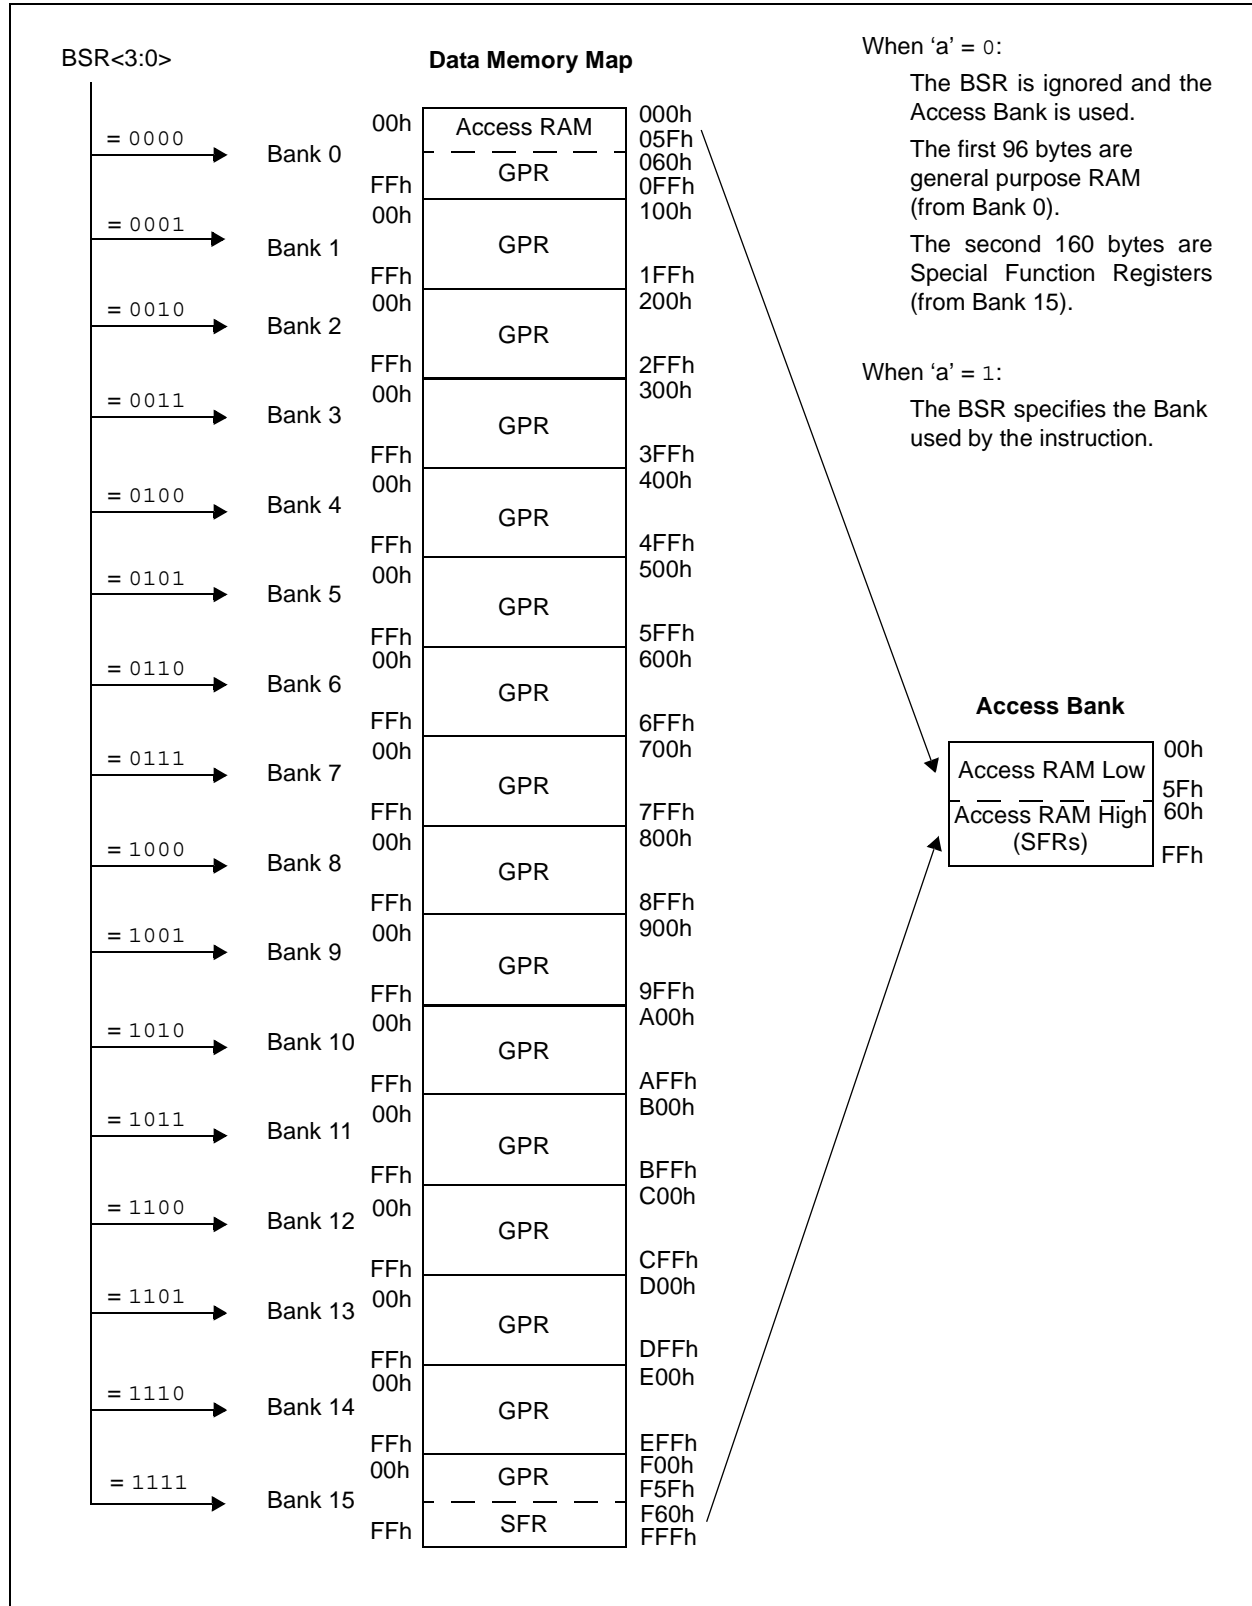 BSR<3:0>
Data Memory Map
When ‘a’ = 0:
The BSR is ignored and the
Access Bank is used.
The first 96 bytes are
general purpose RAM
(from Bank 0).
The second 160 bytes are
Special Function Registers
(from Bank 15).
When ‘a’ = 1:
The BSR specifies the Bank
used by the instruction.
= 0000
Bank 0
00h
Access RAM
000h
05Fh
GPR
060h
FFh
0FFh
= 0001
Bank 1
00h
GPR
100h
FFh
1FFh
= 0010
Bank 2
00h
GPR
200h
FFh
2FFh
= 0011
Bank 3
00h
GPR
300h
FFh
3FFh
= 0100
Bank 4
00h
GPR
400h
FFh
4FFh
= 0101
Bank 5
00h
GPR
500h
FFh
5FFh
= 0110
Bank 6
00h
GPR
600h
FFh
6FFh
= 0111
Bank 7
00h
GPR
700h
FFh
7FFh
= 1000
Bank 8
00h
GPR
800h
FFh
8FFh
= 1001
Bank 9
00h
GPR
900h
FFh
9FFh
= 1010
Bank 10
00h
GPR
A00h
FFh
AFFh
= 1011
Bank 11
00h
GPR
B00h
FFh
BFFh
= 1100
Bank 12
00h
GPR
C00h
FFh
CFFh
= 1101
Bank 13
00h
GPR
D00h
FFh
DFFh
= 1110
Bank 14
00h
GPR
E00h
FFh
EFFh
= 1111
Bank 15
00h
GPR
F00h
F5Fh
SFR
F60h
FFh
FFFh
Access Bank
Access RAM Low
00h
5Fh
Access RAM High
(SFRs)
60h
FFh